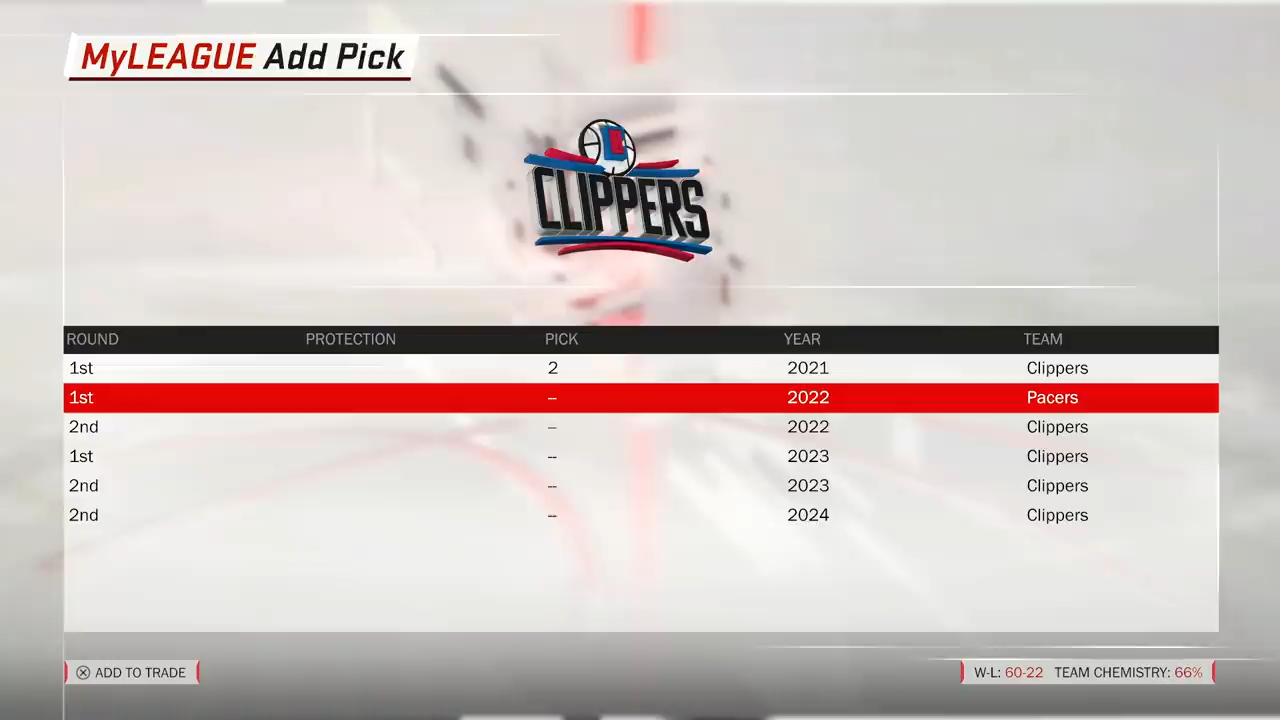 MyLEAGUE Add Pick
CLIPPERS
ROUND PROTECTION PICK YEAR TEAM
1st 2 2021 Clippers
1st -- 2022 Pacers
2nd -- 2022 Clippers
1st -- 2023 Clippers
2nd -- 2023 Clippers
2nd -- 2024 Clippers
ADD TO TRADE W-L: 60-22 TEAM CHEMISTRY: 66%